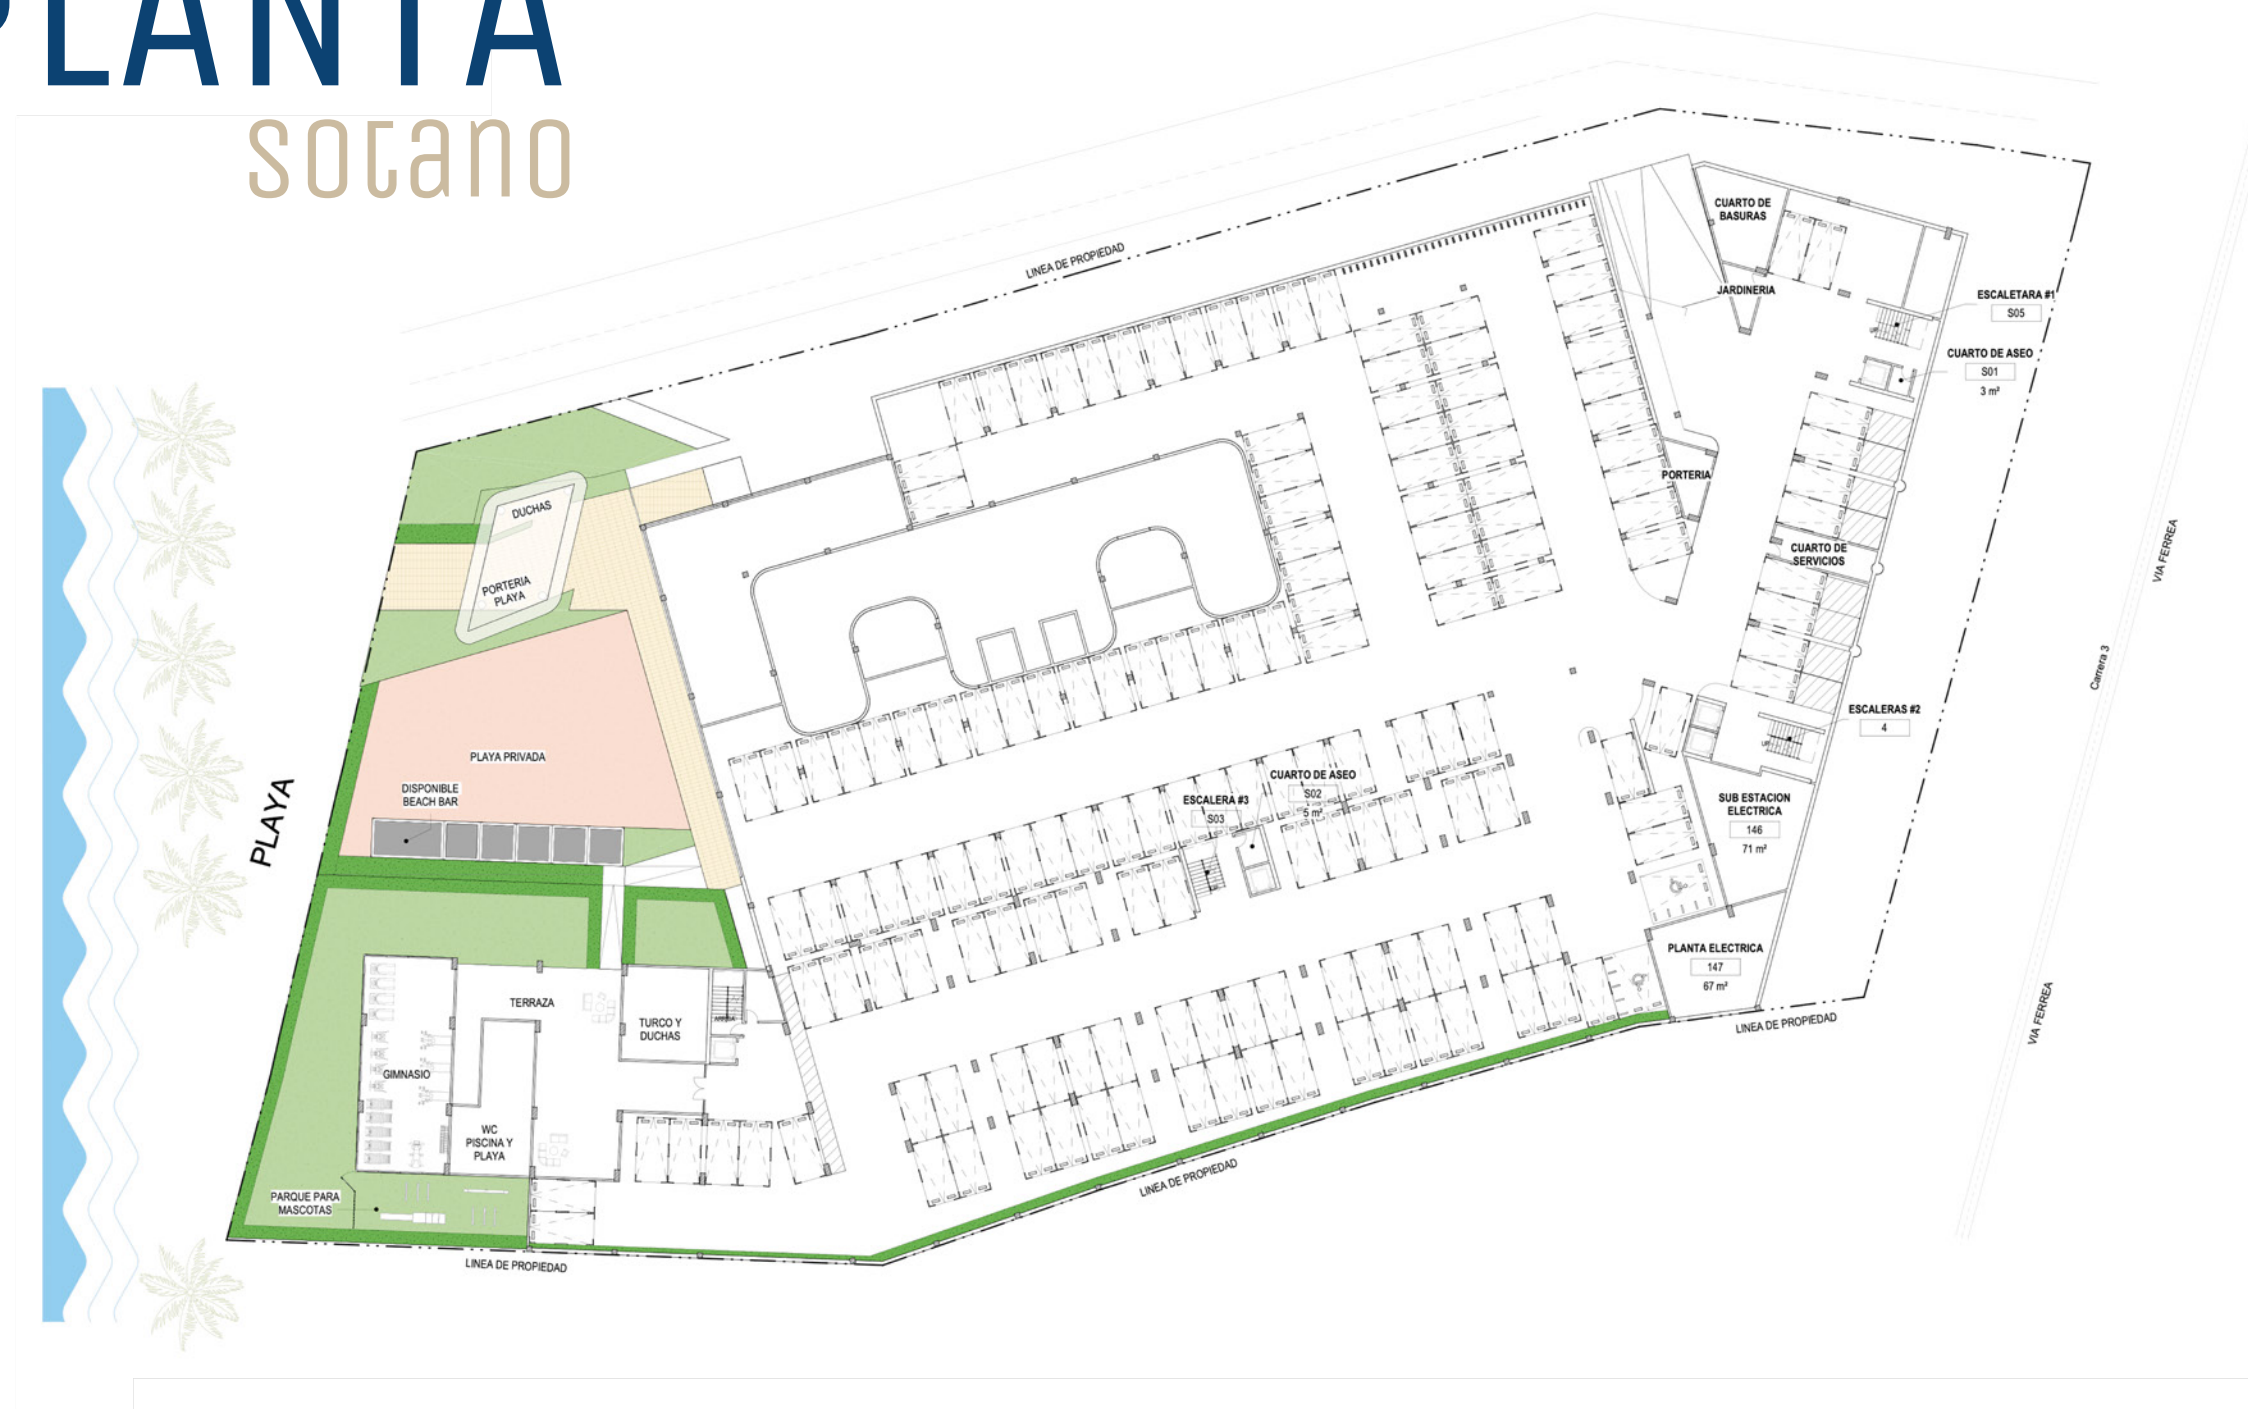 PLANTA
sotano
LINEA DE PROPIEDAD
CUARTO DE
BASURAS
JARDINERIA
ESCALETARA #1
S05
CUARTO DE ASEO
S01
3 m²
DUCHAS
PORTERIA
PLAYA
PORTERIA
CUARTO DE
SERVICIOS
VIA FERREA
Carrera 3
ESCALERAS #2
4
UP
PLAYA PRIVADA
DISPONIBLE
BEACH BAR
PLAYA
CUARTO DE ASEO
S02
5 m²
ESCALERA #3
S03
SUB ESTACION
ELECTRICA
146
71 m²
PLANTA ELECTRICA
147
67 m²
LINEA DE PROPIEDAD
VIA FERREA
TERRAZA
TURCO Y
DUCHAS
GIMNASIO
WC
PISCINA Y
PLAYA
PARQUE PARA
MASCOTAS
LINEA DE PROPIEDAD
LINEA DE PROPIEDAD